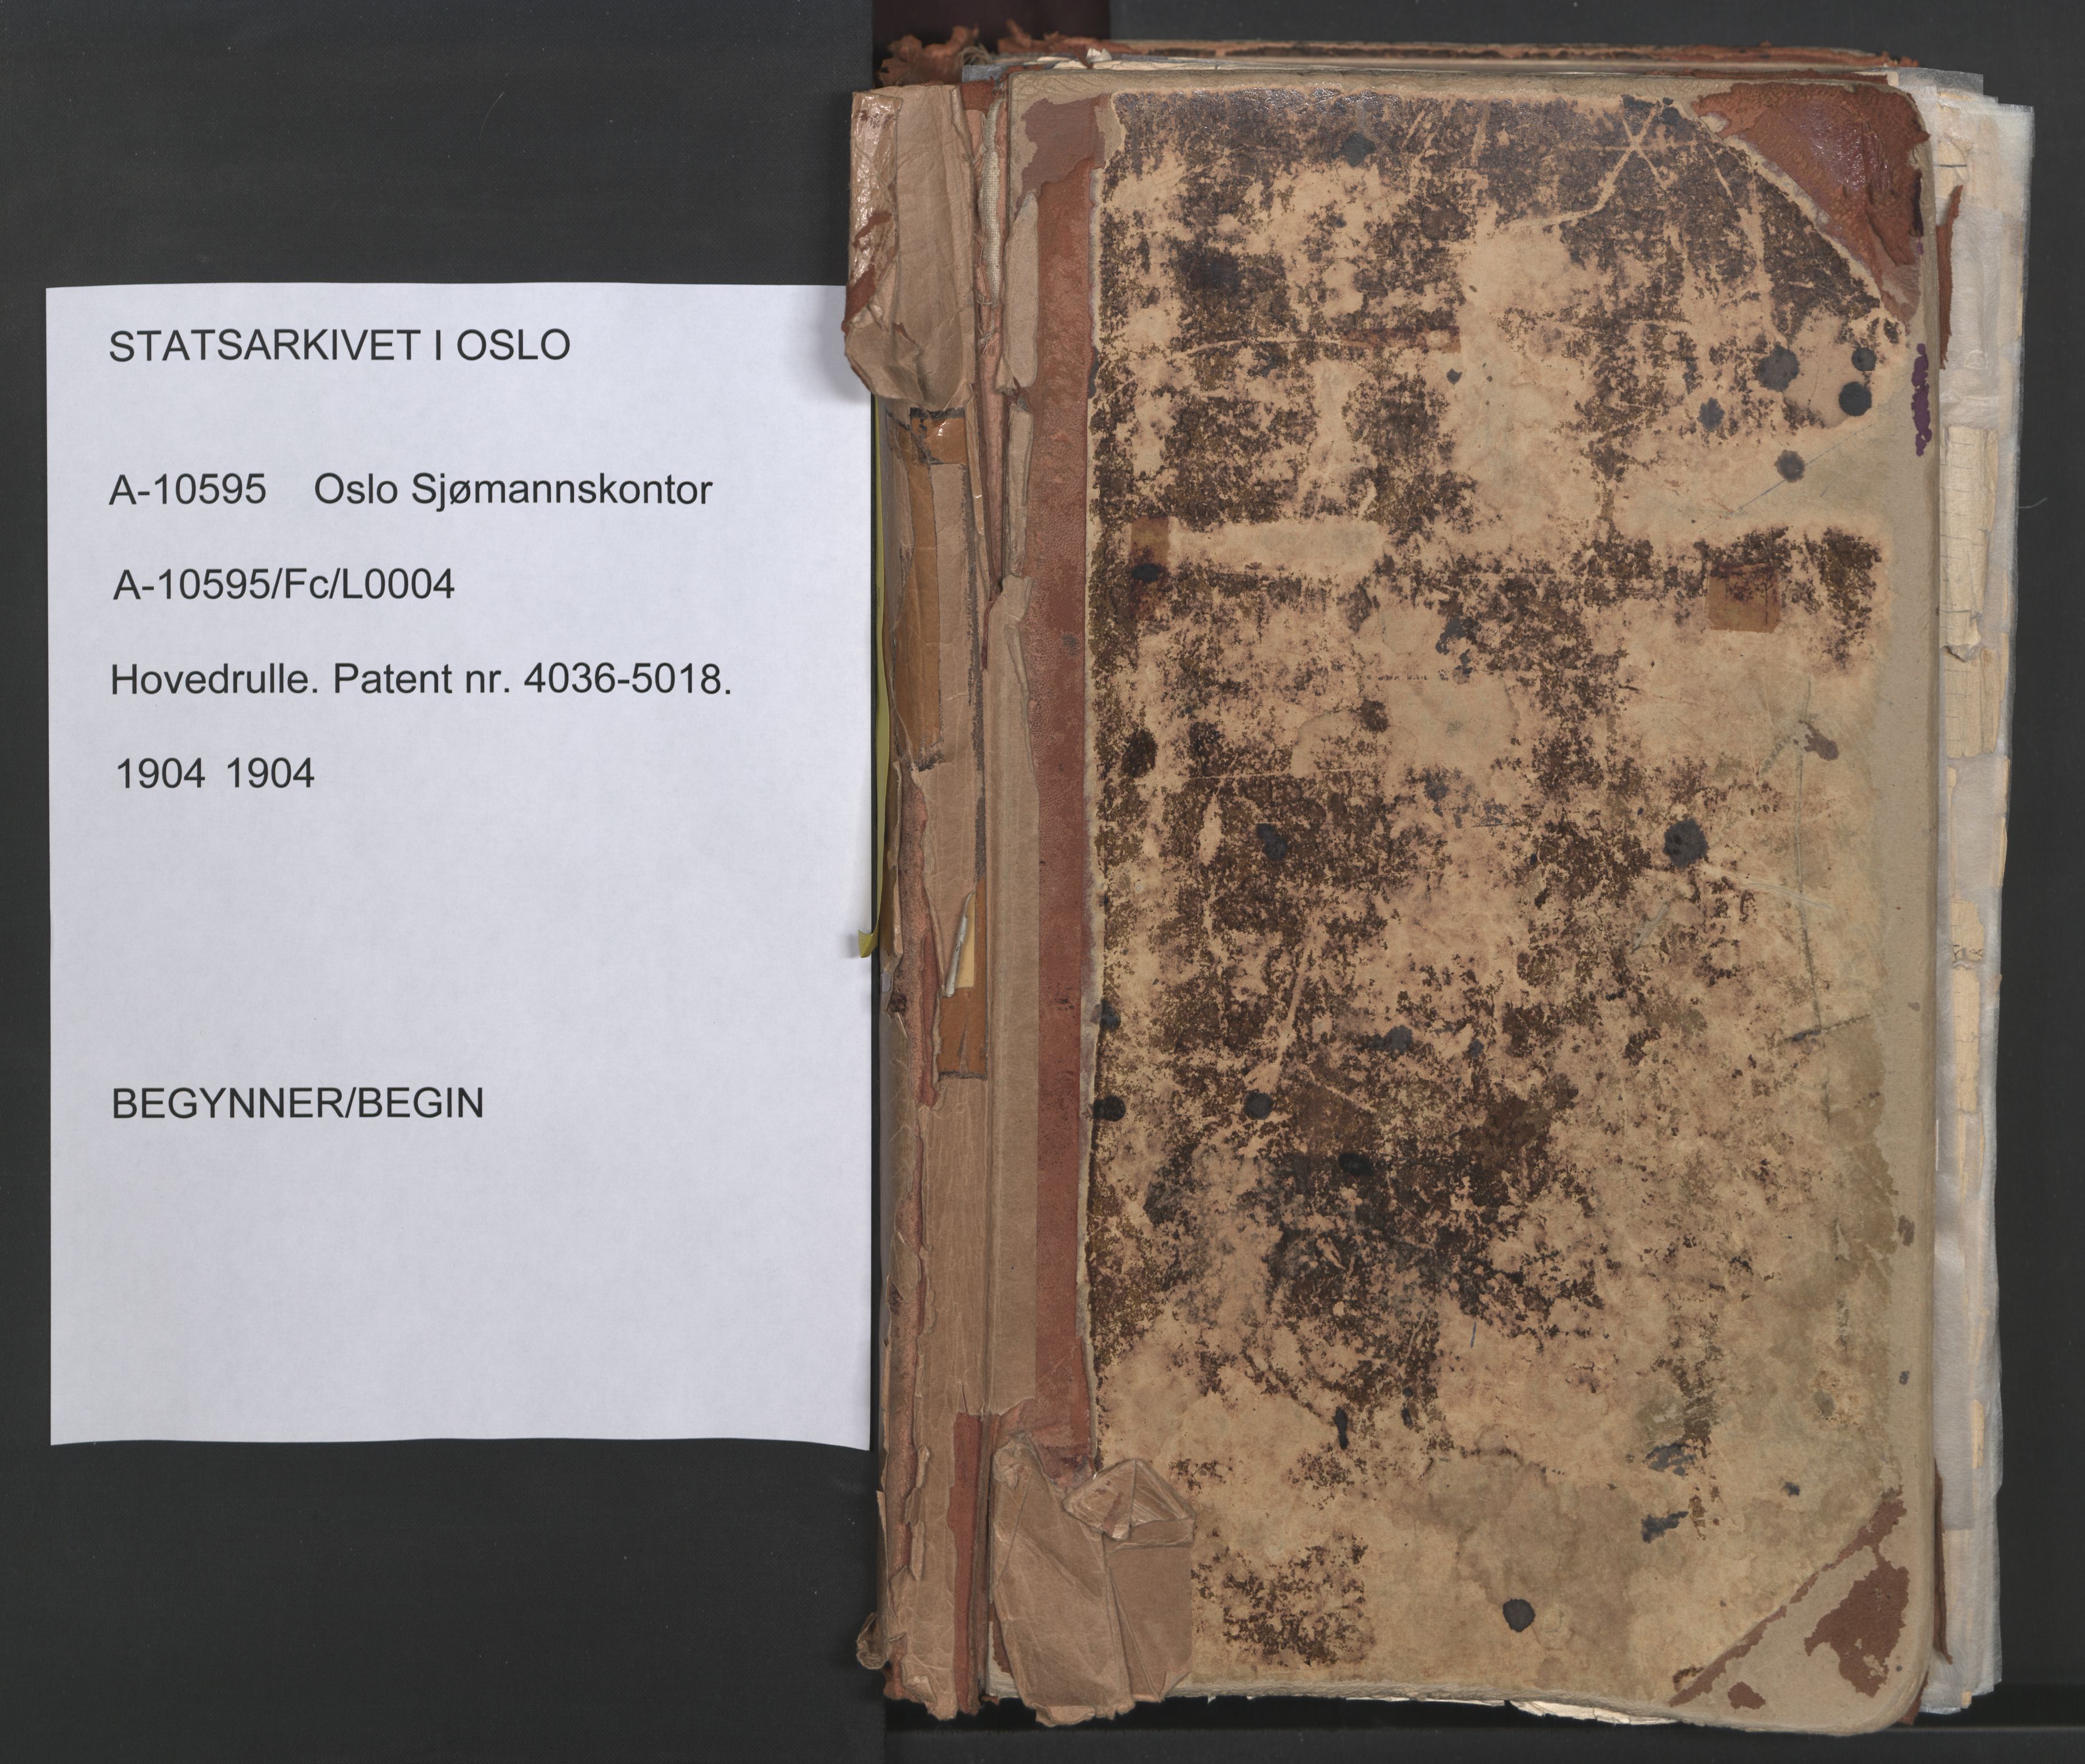 STATSARKIVET I OSLO
A-10595 Oslo Sjømannskontor
A-10595/Fc/L0004
Hovedrulle. Patent nr. 4036-5018.
1904 1904
BEGYNNER/BEGIN